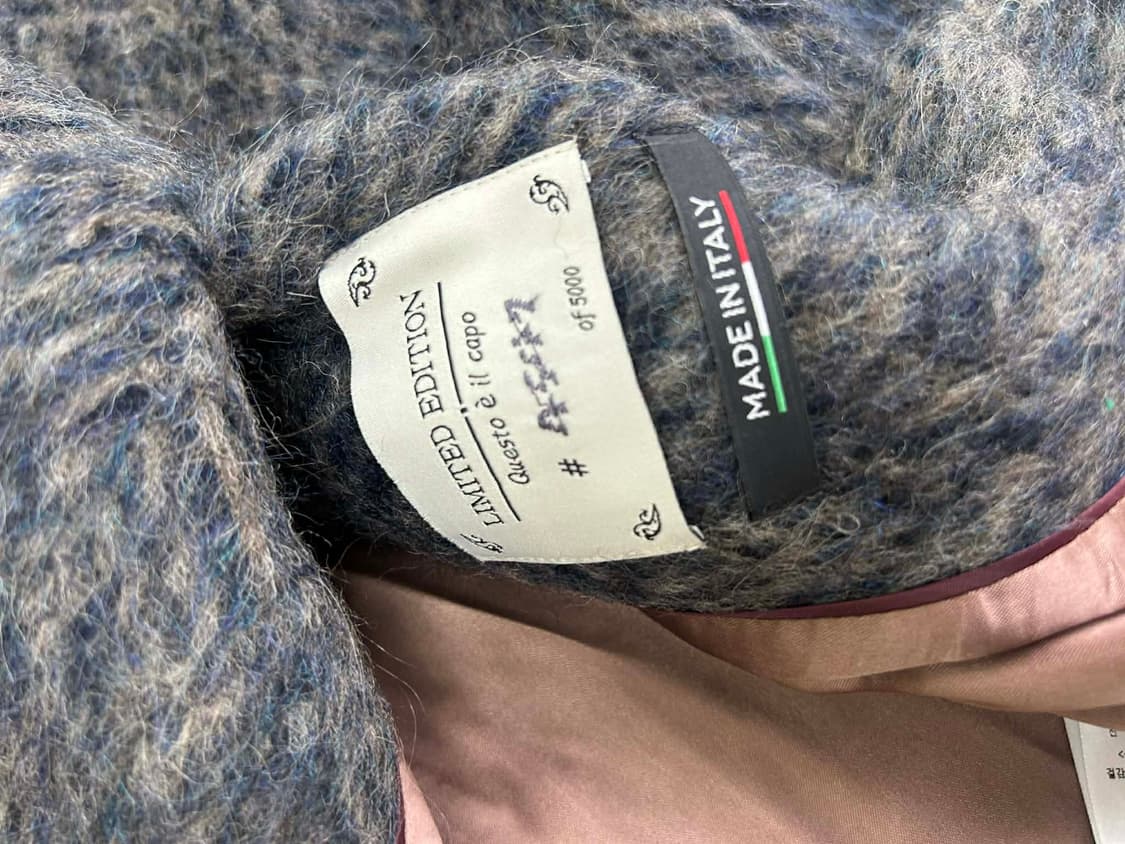 LIMITED EDITION
Questo è il capo
#
of 5000
MADE IN ITALY